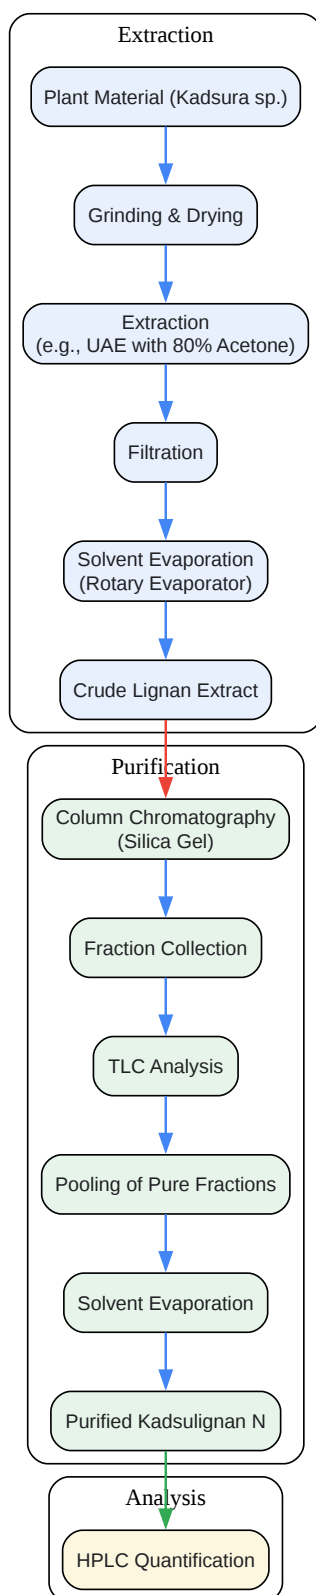 Extraction
Plant Material (Kadsura sp.)
Grinding & Drying
Extraction
(e.g., UAE with 80% Acetone)
Filtration
Solvent Evaporation
(Rotary Evaporator)
Crude Lignan Extract
Purification
Column Chromatography
(Silica Gel)
Fraction Collection
TLC Analysis
Pooling of Pure Fractions
Solvent Evaporation
Purified Kadsulignan N
Analysis
HPLC Quantification